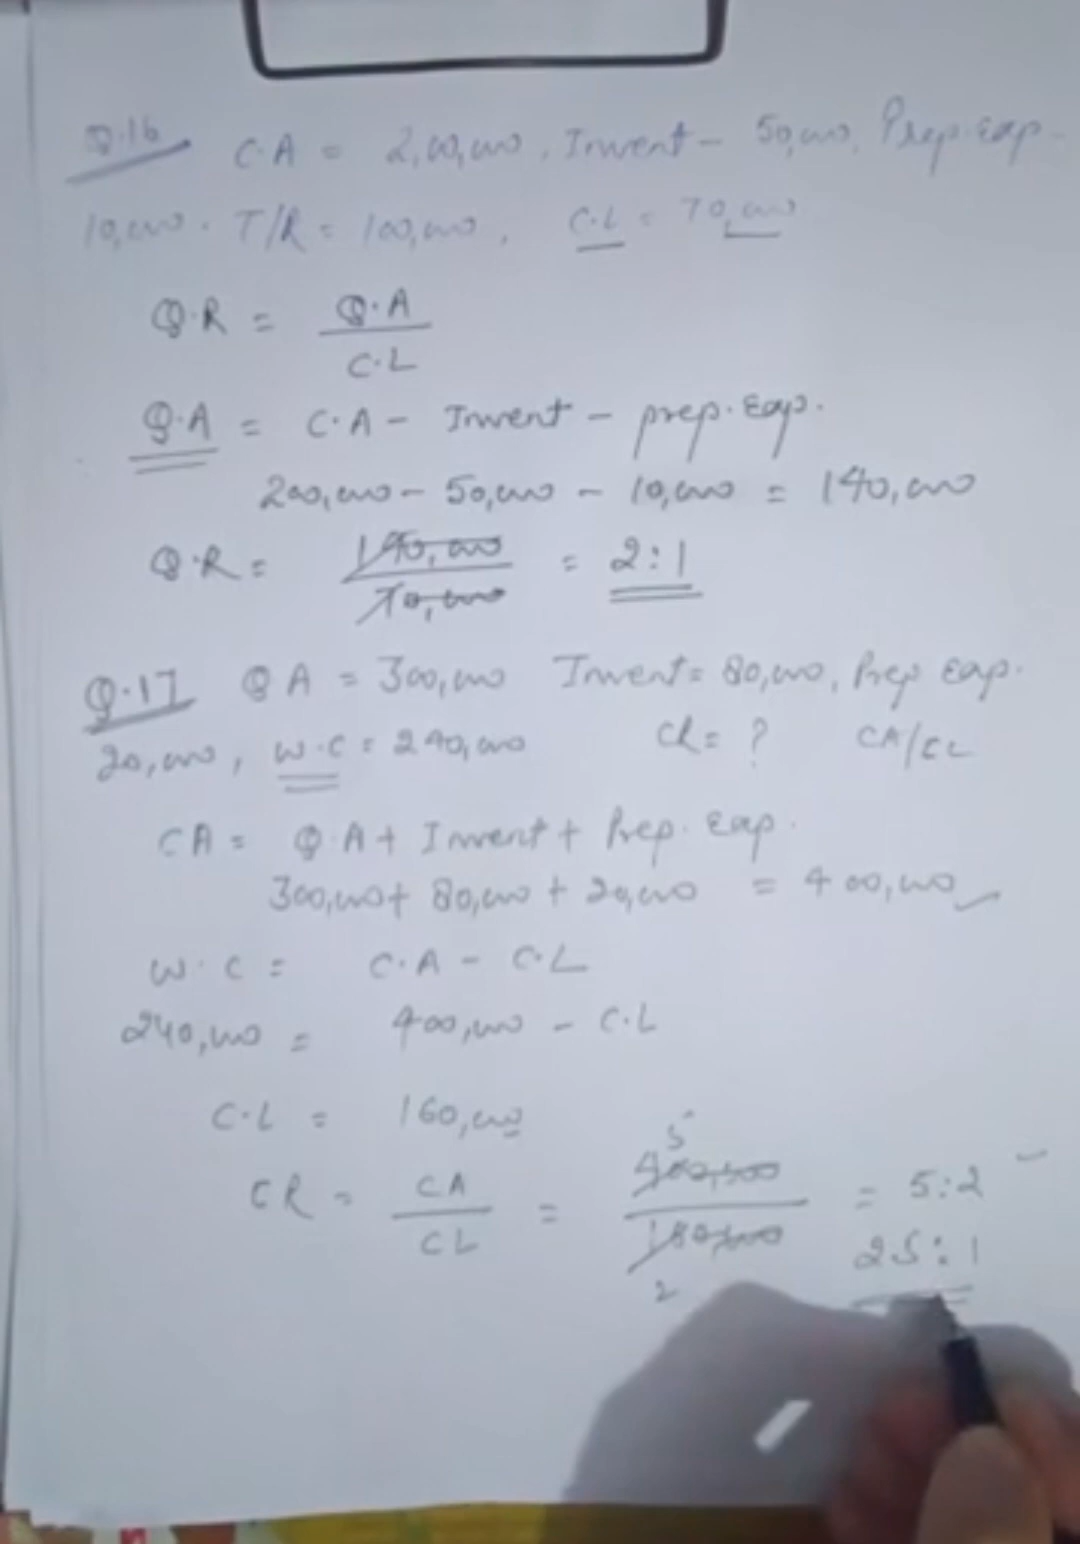 Q.16 C.A = 2,00,000, Invent - 50,000, Prep. Exp -
10,000. T/R = 100,000, C.L = 70,000
Q.R = Q.A / C.L
Q.A = C.A - Invent - prep. Exp.
200,000 - 50,000 - 10,000 = 140,000
Q.R = 140,000 / 70,000 = 2:1
Q.17 Q A = 300,000 Invent = 80,000, Prep Exp.
20,000, W.C = 240,000 CR = ? CA/CL
CA = Q.A + Invent + Prep. Exp.
300,000 + 80,000 + 20,000 = 400,000
W.C = C.A - C.L
240,000 = 400,000 - C.L
C.L = 160,000
5
CR = CA / CL = 400,000 / 160,000 = 5:2
2 2.5:1